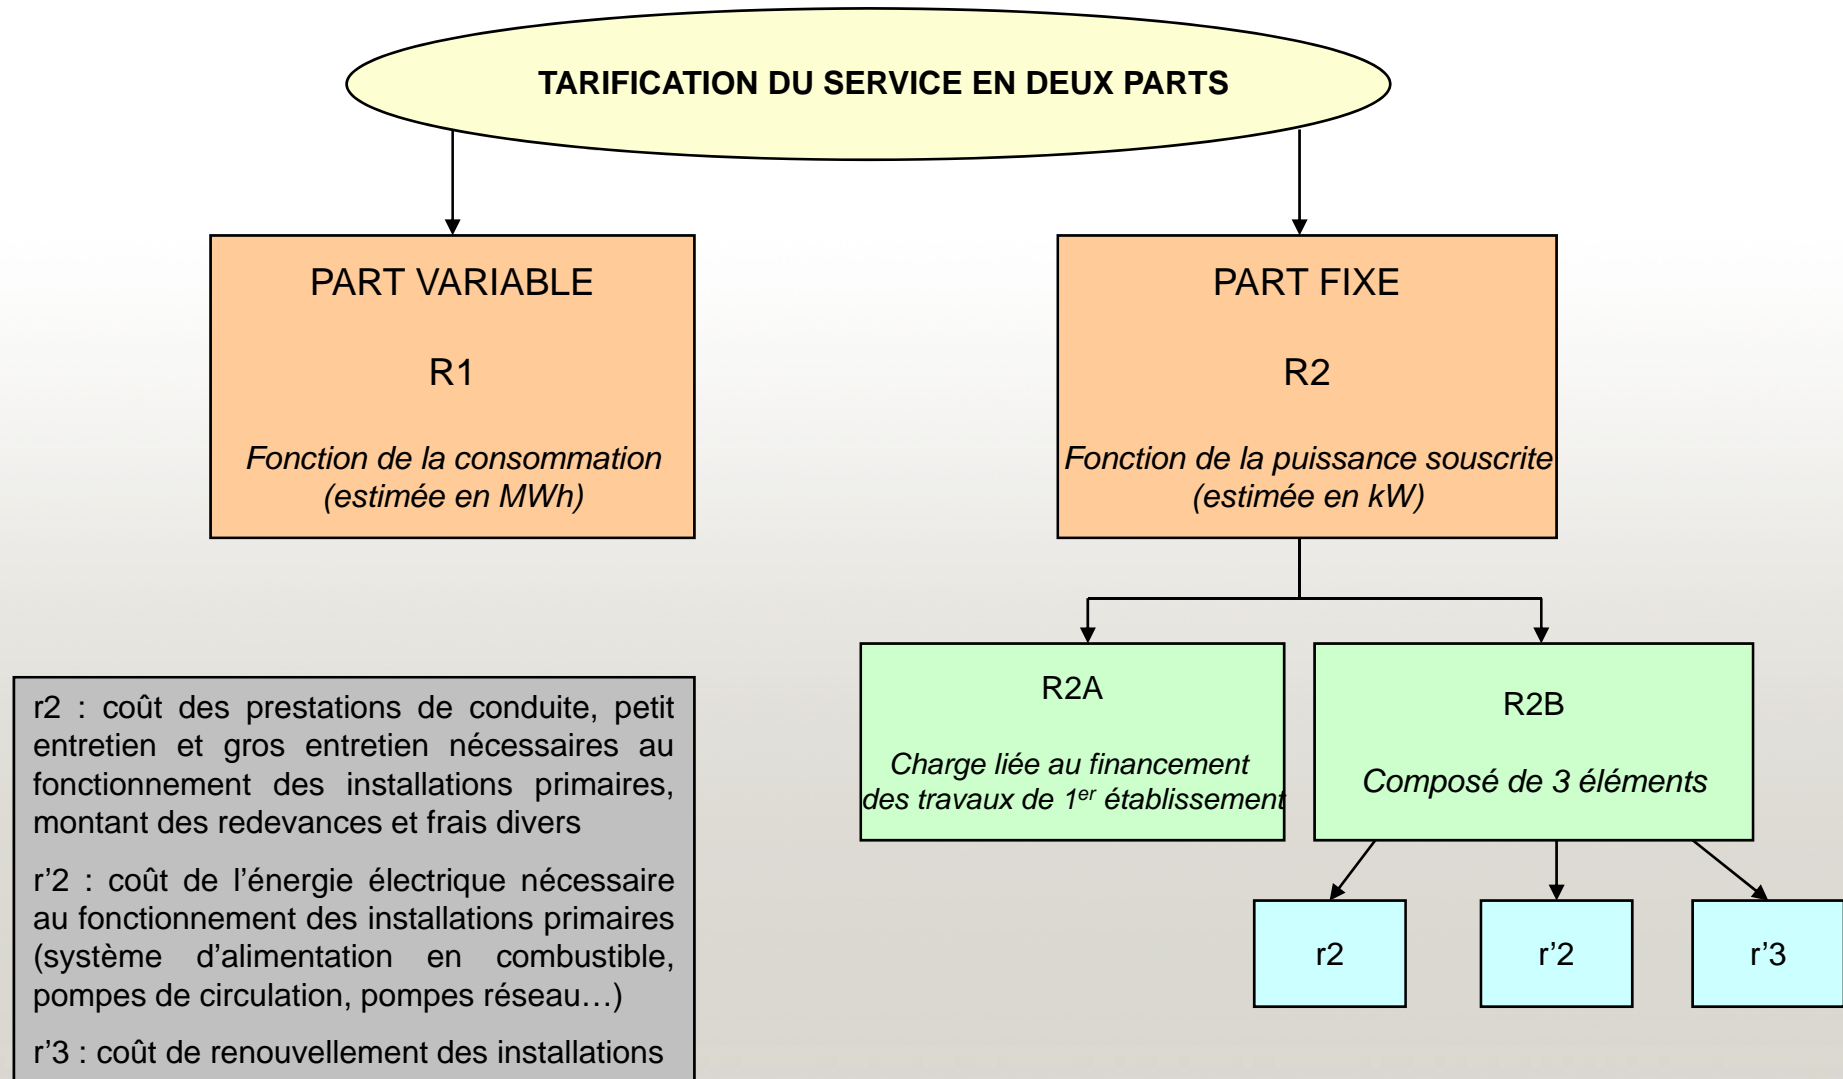 TARIFICATION DU SERVICE EN DEUX PARTS
PART VARIABLE
R1
Fonction de la consommation
(estimée en MWh)
PART FIXE
R2
Fonction de la puissance souscrite
(estimée en kW)
R2A
Charge liée au financement
des travaux de 1er établissement
R2B
Composé de 3 éléments
r2
r’2
r’3
r2 : coût des prestations de conduite, petit
entretien et gros entretien nécessaires au
fonctionnement des installations primaires,
montant des redevances et frais divers
r’2 : coût de l’énergie électrique nécessaire
au fonctionnement des installations primaires
(système d’alimentation en combustible,
pompes de circulation, pompes réseau…)
r’3 : coût de renouvellement des installations